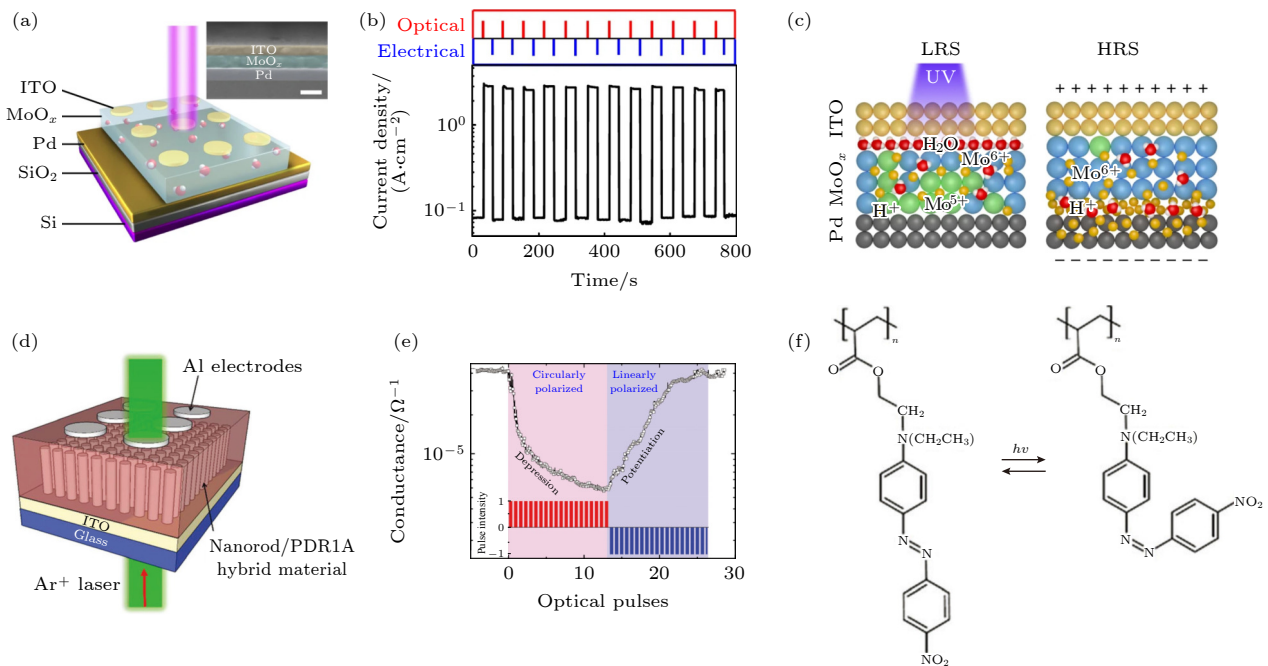 (a)
ITO
MoOx
Pd
ITO
MoOx
Pd
SiO2
Si
(b)
Optical
Electrical
Current density/
(A·cm−2)
100
10−1
0 200 400 600 800
Time/s
(c)
LRS
HRS
UV
+ + + + + + + + + +
ITO
MoOx
Pd
H2O
Mo6+
H+
Mo5+
Mo6+
H+
− − − − − − − − − −
(d)
Al electrodes
ITO
Glass
Nanorod/PDR1A
hybrid material
Ar+ laser
(e)
Circularly
polarized
Linearly
polarized
Conductance/Ω−1
10−5
Depression
Potentiation
Pulse intensity
1
0
−1
0 10 20 30
Optical pulses
(f)
n
O
O
CH2
N(CH2CH3)
N
N
NO2
hν
n
O
O
CH2
N(CH2CH3)
N
N
NO2